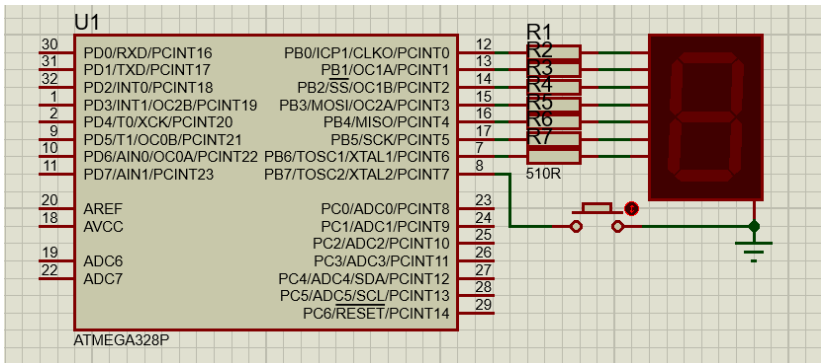 U1
30 PD0/RXD/PCINT16
31 PD1/TXD/PCINT17
32 PD2/INT0/PCINT18
1 PD3/INT1/OC2B/PCINT19
2 PD4/T0/XCK/PCINT20
9 PD5/T1/OC0B/PCINT21
10 PD6/AIN0/OC0A/PCINT22
11 PD7/AIN1/PCINT23
20 AREF
18 AVCC
19 ADC6
22 ADC7
PB0/ICP1/CLKO/PCINT0 12
PB1/OC1A/PCINT1 13
PB2/SS/OC1B/PCINT2 14
PB3/MOSI/OC2A/PCINT3 15
PB4/MISO/PCINT4 16
PB5/SCK/PCINT5 17
PB6/TOSC1/XTAL1/PCINT6 7
PB7/TOSC2/XTAL2/PCINT7 8
PC0/ADC0/PCINT8 23
PC1/ADC1/PCINT9 24
PC2/ADC2/PCINT10 25
PC3/ADC3/PCINT11 26
PC4/ADC4/SDA/PCINT12 27
PC5/ADC5/SCL/PCINT13 28
PC6/RESET/PCINT14 29
ATMEGA328P
R1
R2
R3
R4
R5
R6
R7
510R